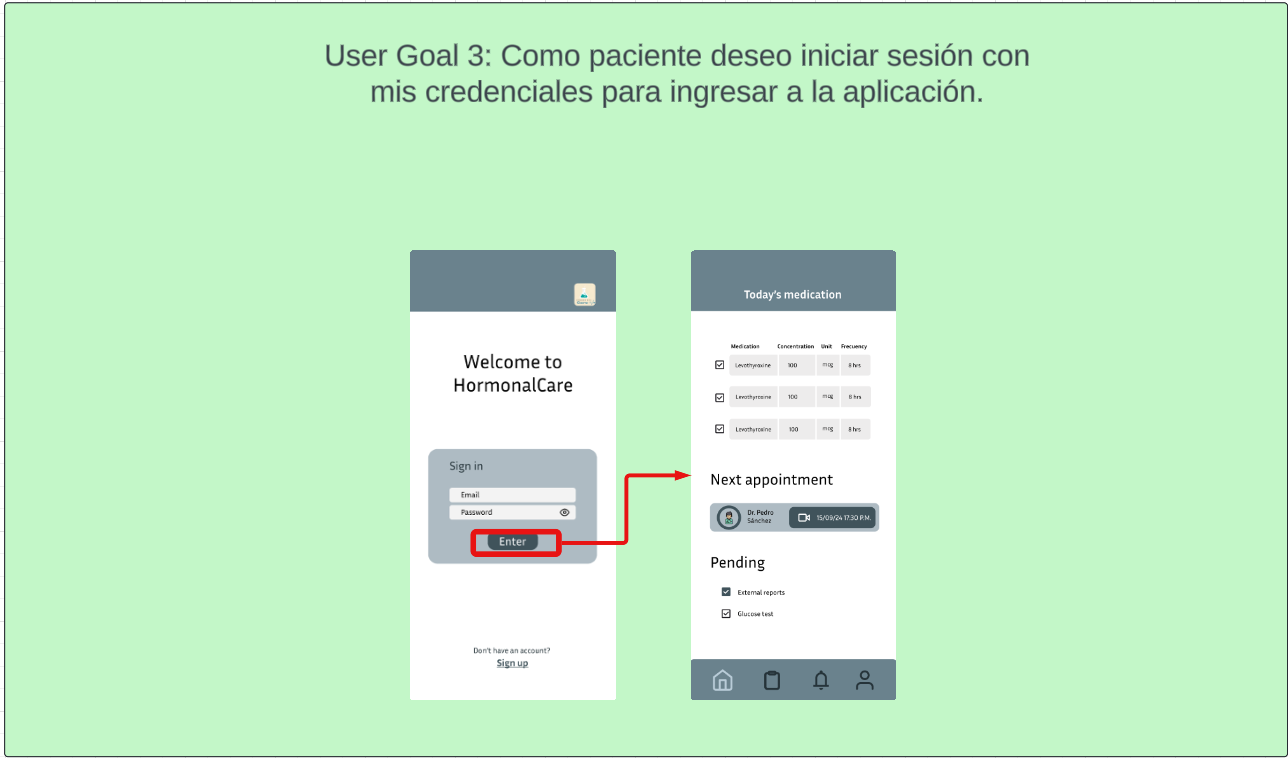 User Goal 3: Como paciente deseo iniciar sesión con
mis credenciales para ingresar a la aplicación.
Welcome to
HormonalCare
Sign in
Email
Password
Enter
Don't have an account?
Sign up
Today's medication
Medication Concentration Unit Frecuency
Levothyroxine 100 mcg 8 hrs
Levothyroxine 100 mcg 8 hrs
Levothyroxine 100 mcg 8 hrs
Next appointment
Dr. Pedro
Sánchez
15/09/24 17:30 P.M.
Pending
External reports
Glucose test